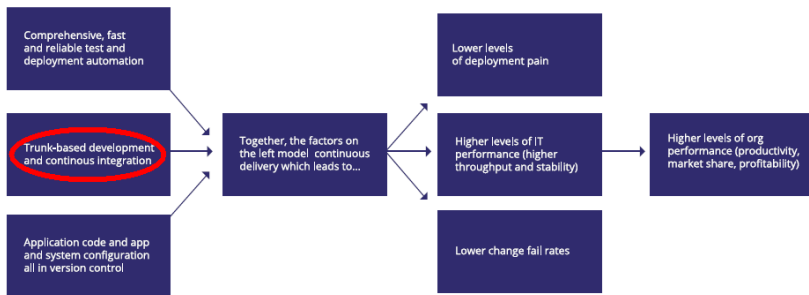 Comprehensive, fast
and reliable test and
deployment automation
Trunk-based development
and continous integration
Application code and app
and system configuration
all in version control
Together, the factors on
the left model continuous
delivery which leads to...
Lower levels
of deployment pain
Higher levels of IT
performance (higher
throughput and stability)
Lower change fail rates
Higher levels of org
performance (productivity,
market share, profitability)